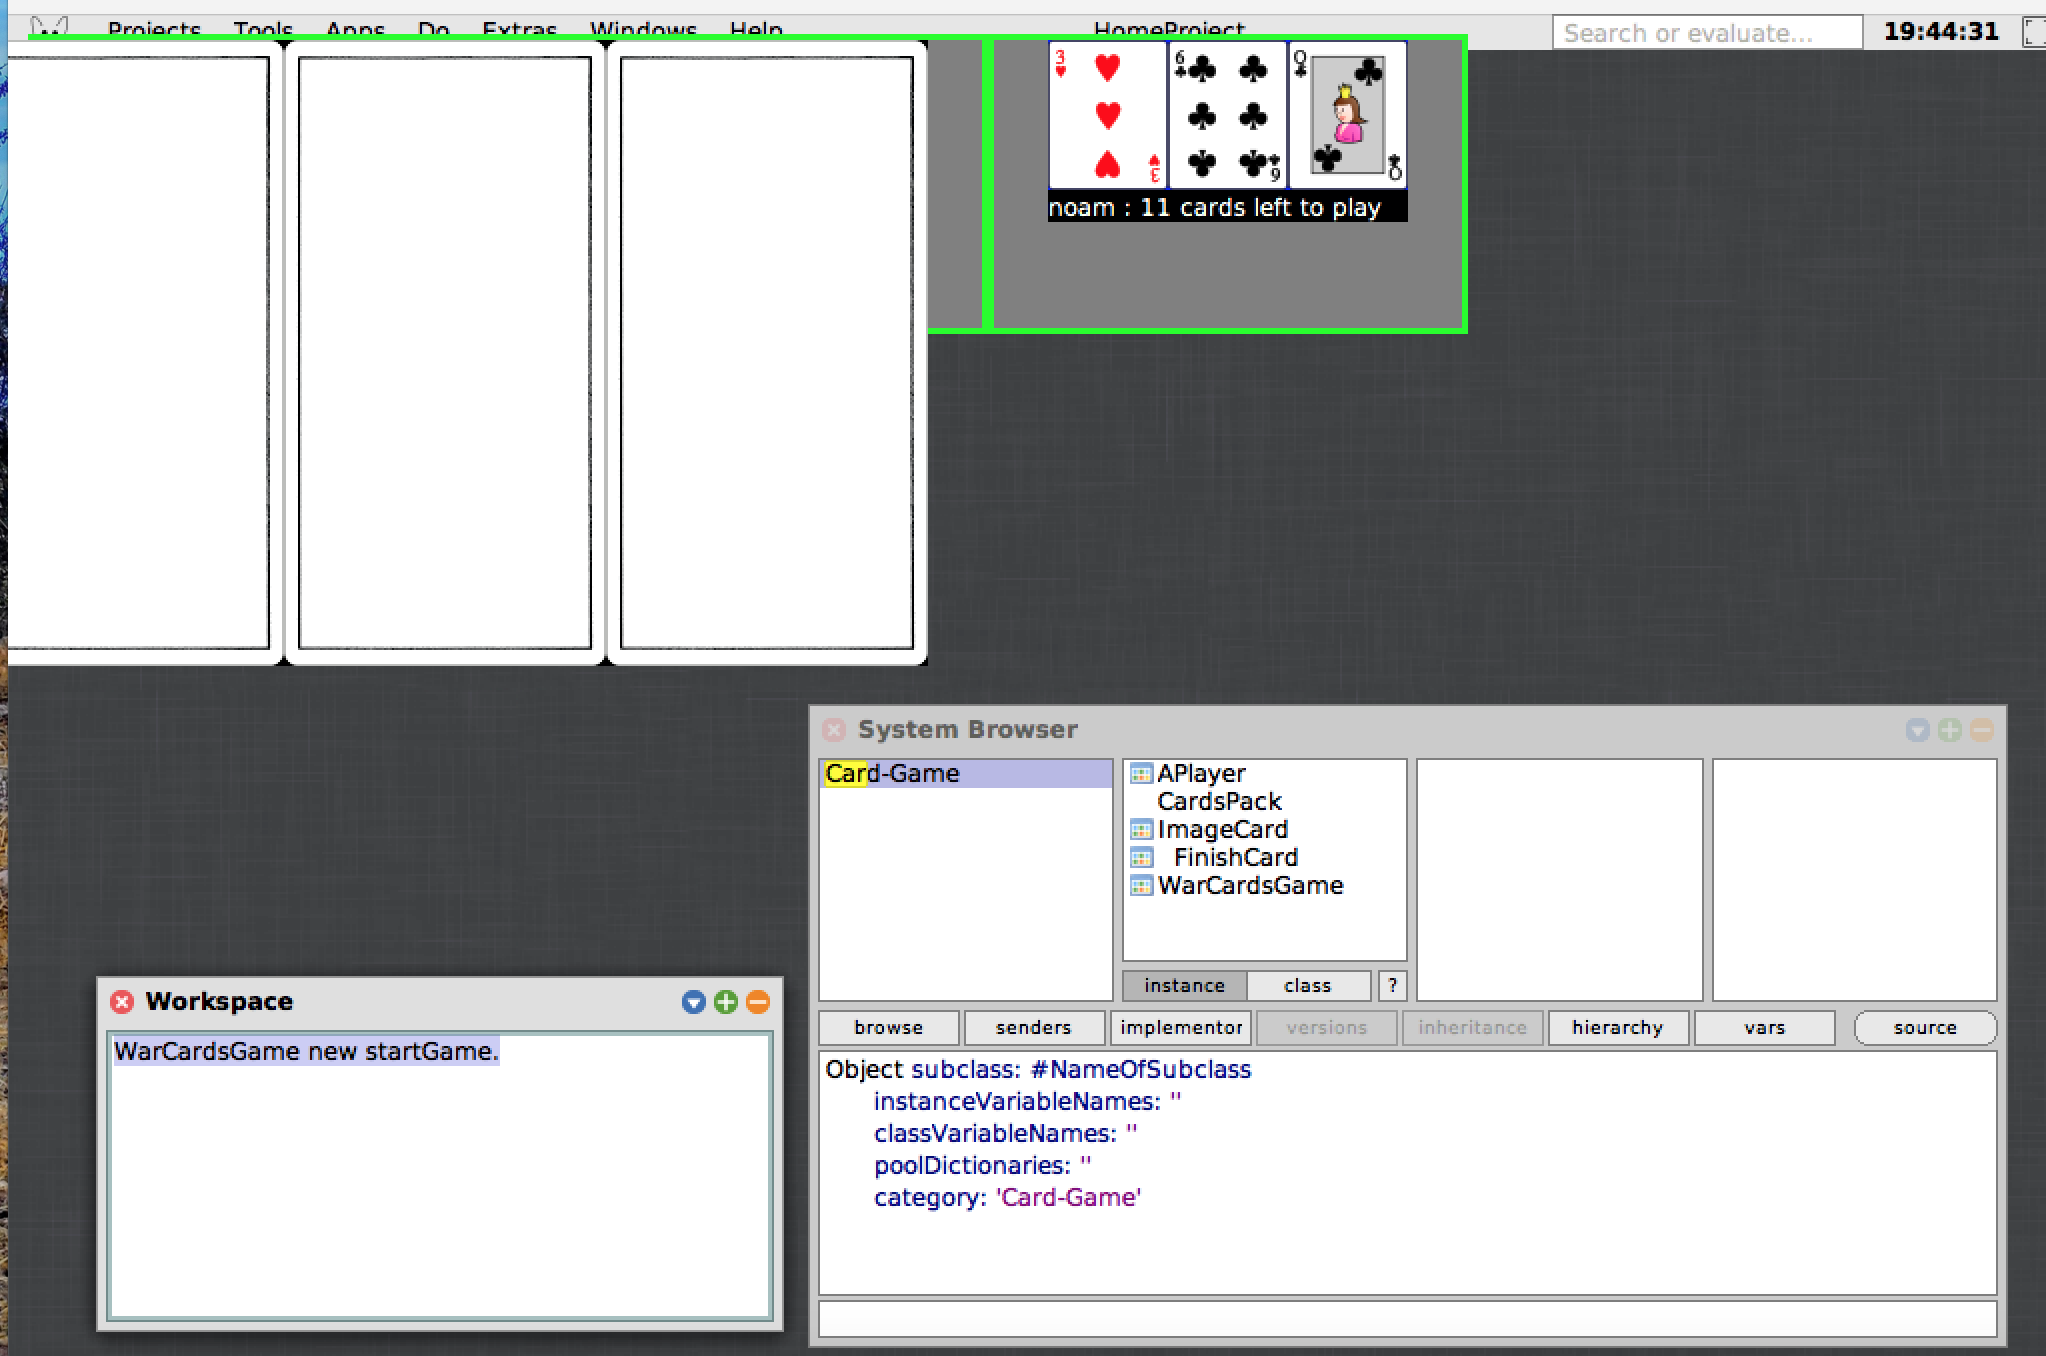 Projects Tools Apps Do Extras Windows Help HomeProject Search or evaluate... 19:44:31
3 6 Q
3 6 Q
noam : 11 cards left to play
System Browser
Card-Game
APlayer
CardsPack
ImageCard
FinishCard
WarCardsGame
instance class ?
browse senders implementor versions inheritance hierarchy vars source
Object subclass: #NameOfSubclass
instanceVariableNames: ''
classVariableNames: ''
poolDictionaries: ''
category: 'Card-Game'
Workspace
WarCardsGame new startGame.